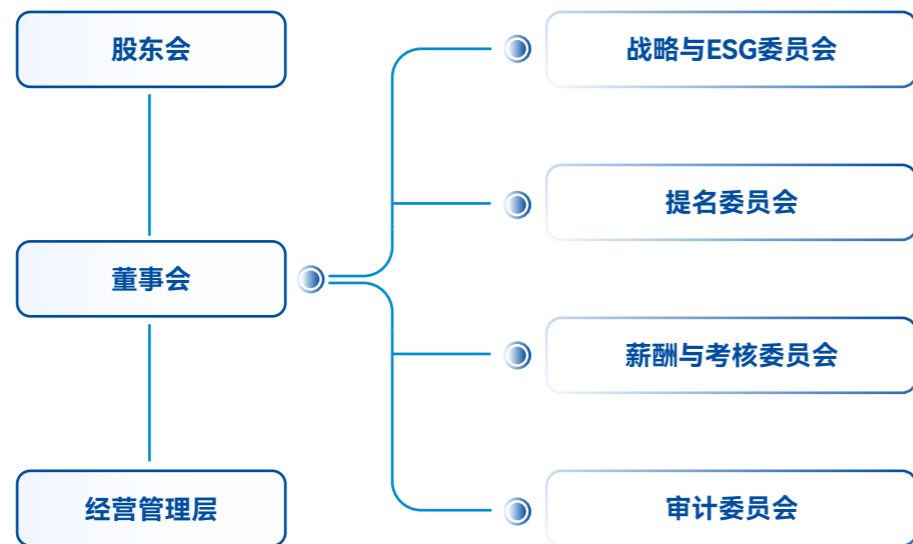 股东会
董事会
经营管理层
战略与ESG委员会
提名委员会
薪酬与考核委员会
审计委员会